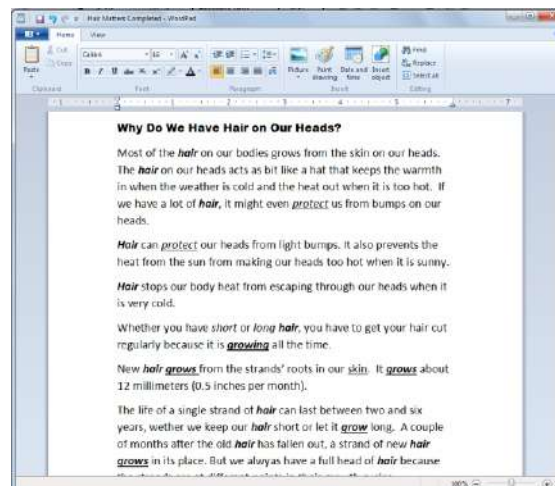 Hair Matters Completed - WordPad
Home View
Cut
Copy
Paste
Clipboard
Calibri
Font
Paragraph
Picture
Paint drawing
Date and time
Insert object
Insert
Find
Replace
Select all
Editing
1 2 3 4 5 7
Why Do We Have Hair on Our Heads?
Most of the hair on our bodies grows from the skin on our heads.
The hair on our heads acts as bit like a hat that keeps the warmth
in when the weather is cold and the heat out when it is too hot. If
we have a lot of hair, it might even protect us from bumps on our
heads.
Hair can protect our heads from light bumps. It also prevents the
heat from the sun from making our heads too hot when it is sunny.
Hair stops our body heat from escaping through our heads when it
is very cold.
Whether you have short or long hair, you have to get your hair cut
regularly because it is growing all the time.
New hair grows from the strands' roots in our skin. It grows about
12 millimeters (0.5 inches per month).
The life of a single strand of hair can last between two and six
years, wether we keep our hair short or let it grow long. A couple
of months after the old hair has fallen out, a strand of new hair
grows in its place. But we alwyas have a full head of hair because
100%